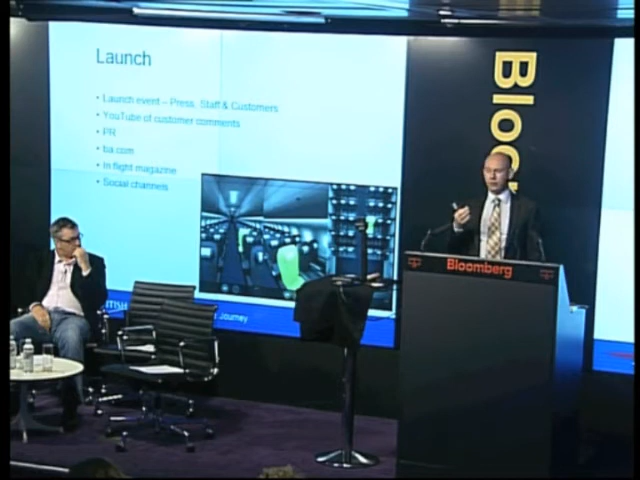 Launch
• Launch event – Press, Staff & Customers
• YouTube of customer comments
• PR
• ba.com
• In flight magazine
• Social channels
Journey
Bloo
Bloomberg